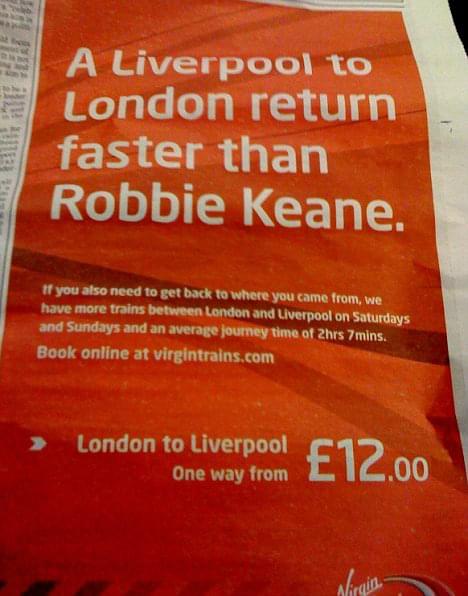 A Liverpool to
London return
faster than
Robbie Keane.
If you also need to get back to where you came from, we
have more trains between London and Liverpool on Saturdays
and Sundays and an average journey time of 2hrs 7mins.
Book online at virgintrains.com
London to Liverpool
One way from £12.00
Virgin